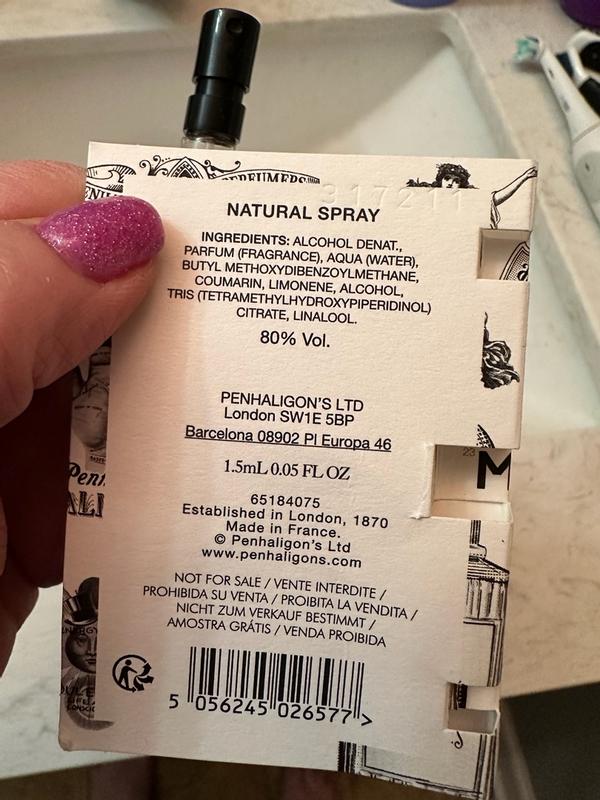 PERFUMERS
317211
NATURAL SPRAY
INGREDIENTS: ALCOHOL DENAT.,
PARFUM (FRAGRANCE), AQUA (WATER),
BUTYL METHOXYDIBENZOYLMETHANE,
COUMARIN, LIMONENE, ALCOHOL,
TRIS (TETRAMETHYLHYDROXYPIPERIDINOL)
CITRATE, LINALOOL.
80% Vol.
PENHALIGON'S LTD
London SW1E 5BP
Barcelona 08902 Pl Europa 46
1.5mL 0.05 FL OZ
65184075
Established in London, 1870
Made in France.
© Penhaligon's Ltd
www.penhaligons.com
NOT FOR SALE / VENTE INTERDITE /
PROHIBIDA SU VENTA / PROIBITA LA VENDITA /
NICHT ZUM VERKAUF BESTIMMT /
AMOSTRA GRÁTIS / VENDA PROIBIDA
5 056245 026577 >
23
M